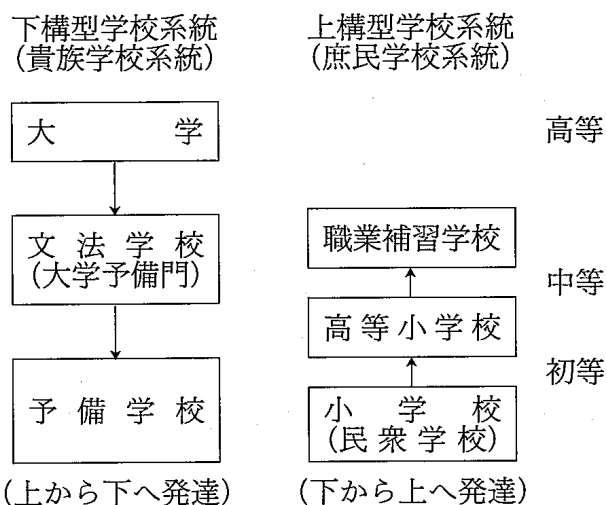 下構型学校系統
(貴族学校系統)
上構型学校系統
(庶民学校系統)
大学
高等
文法学校
(大学予備門)
職業補習学校
中等
高等小学校
初等
予備学校
小学校
(民衆学校)
(上から下へ発達)
(下から上へ発達)